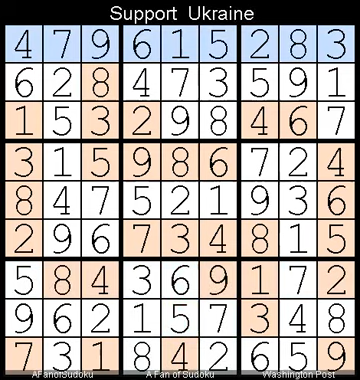 Support Ukraine
4 7 9 6 1 5 2 8 3
6 2 8 4 7 3 5 9 1
1 5 3 2 9 8 4 6 7
3 1 5 9 8 6 7 2 4
8 4 7 5 2 1 9 3 6
2 9 6 7 3 4 8 1 5
5 8 4 3 6 9 1 7 2
9 6 2 1 5 7 3 4 8
7 3 1 8 4 2 6 5 9
AFanofSudoku A Fan of Sudoku Washington Post